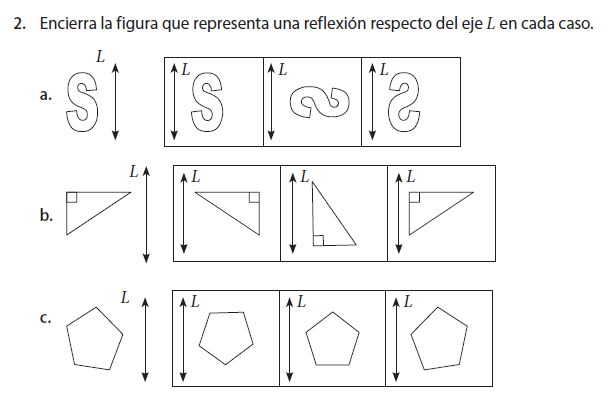 2. Encierra la figura que representa una reflexión respecto del eje L en cada caso.
L
a. S L S L L
L L L L
b.
L L L L
c.